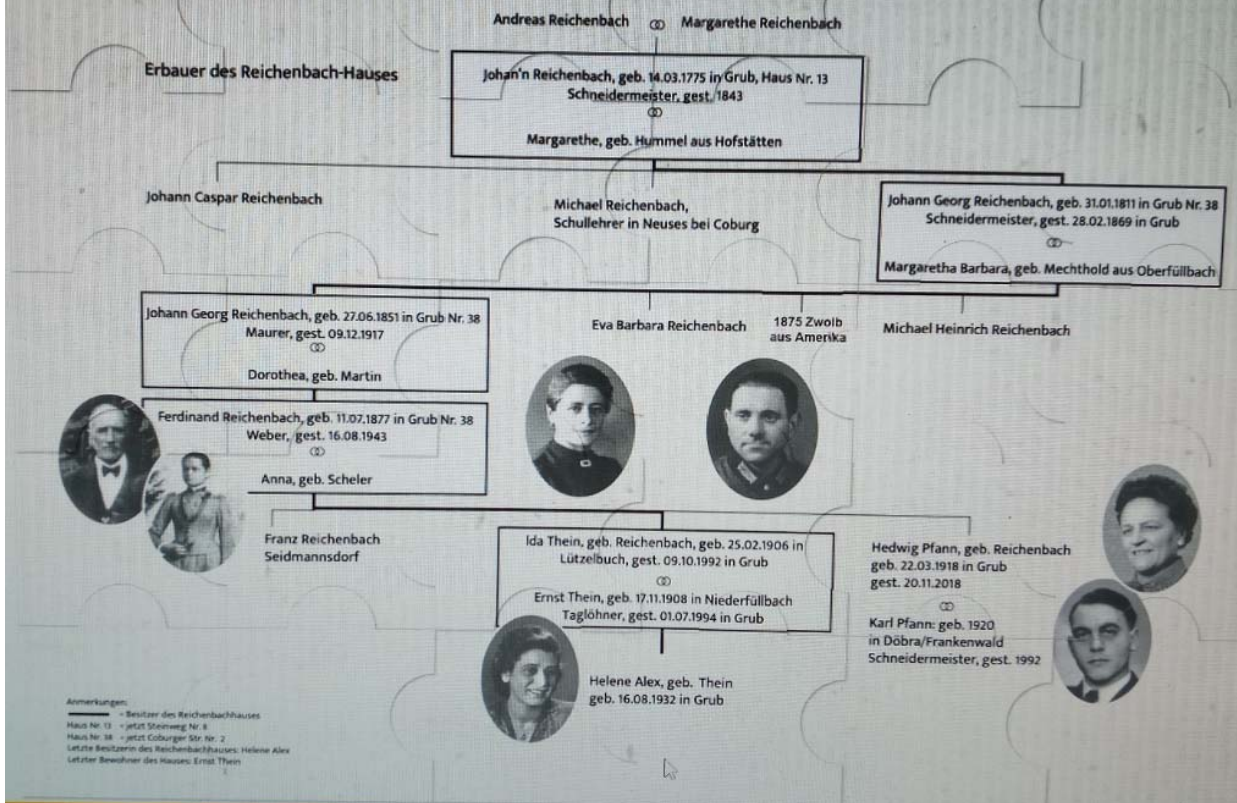 Andreas Reichenbach ⚭ Margarethe Reichenbach
Erbauer des Reichenbach-Hauses
Johan'n Reichenbach, geb. 14.03.1775 in Grub, Haus Nr. 13
Schneidermeister, gest. 1843
⚭
Margarethe, geb. Hummel aus Hofstätten
Johann Caspar Reichenbach
Michael Reichenbach,
Schullehrer in Neuses bei Coburg
Johann Georg Reichenbach, geb. 31.01.1811 in Grub Nr. 38
Schneidermeister, gest. 28.02.1869 in Grub
⚭
Margaretha Barbara, geb. Mechthold aus Oberfüllbach
Johann Georg Reichenbach, geb. 27.06.1851 in Grub Nr. 38
Maurer, gest. 09.12.1917
⚭
Dorothea, geb. Martin
Eva Barbara Reichenbach
1875 Zwoib
aus Amerika
Michael Heinrich Reichenbach
Ferdinand Reichenbach, geb. 11.07.1877 in Grub Nr. 38
Weber, gest. 16.08.1943
⚭
Anna, geb. Scheler
Franz Reichenbach
Seidmannsdorf
Ida Thein, geb. Reichenbach, geb. 25.02.1906 in
Lützelbuch, gest. 09.10.1992 in Grub
⚭
Ernst Thein, geb. 17.11.1908 in Niederfüllbach
Taglöhner, gest. 01.07.1994 in Grub
Hedwig Pfann, geb. Reichenbach
geb. 22.03.1918 in Grub
gest. 20.11.2018
⚭
Karl Pfann: geb. 1920
in Döbra/Frankenwald
Schneidermeister, gest. 1992
Helene Alex, geb. Thein
geb. 16.08.1932 in Grub
Anmerkungen:
= Besitzer des Reichenbachhauses
Haus Nr. 13 = jetzt Steinweg Nr. 8
Haus Nr. 38 = jetzt Coburger Str. Nr. 2
Letzte Besitzerin des Reichenbachhauses: Helene Alex
Letzter Bewohner des Hauses: Ernst Thein